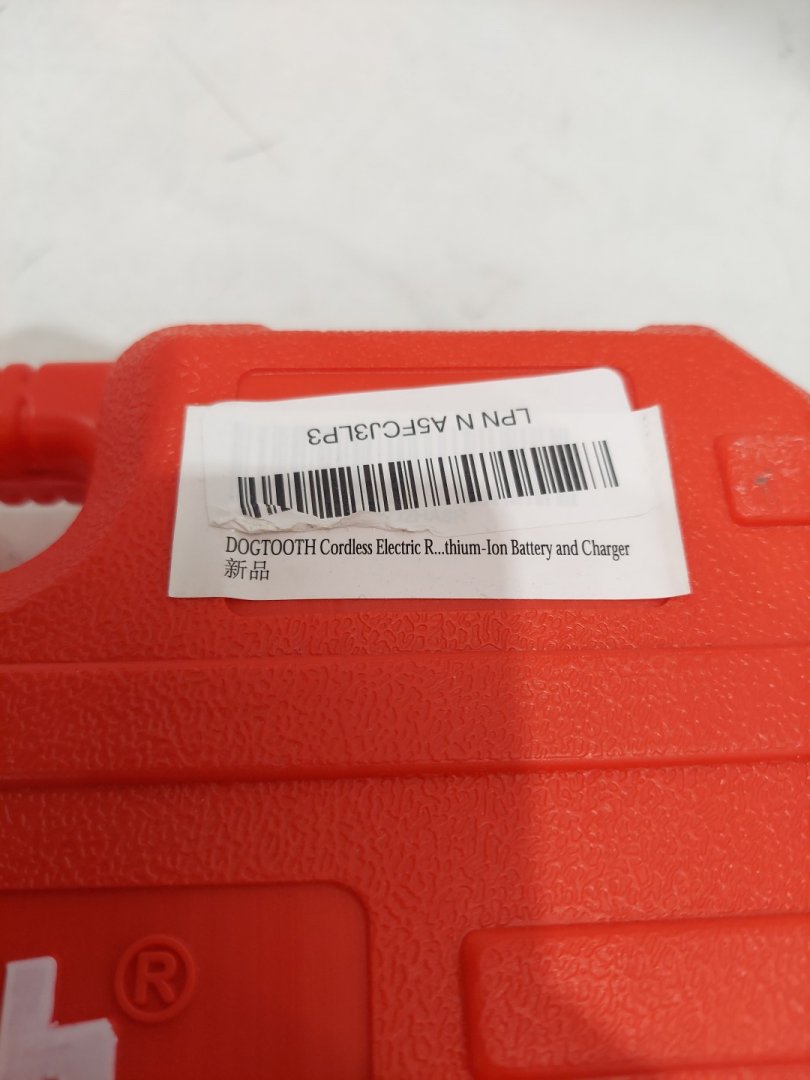 LPN N A5FCJ3LP3
DOGTOOTH Cordless Electric R...thium-Ion Battery and Charger
新品
®